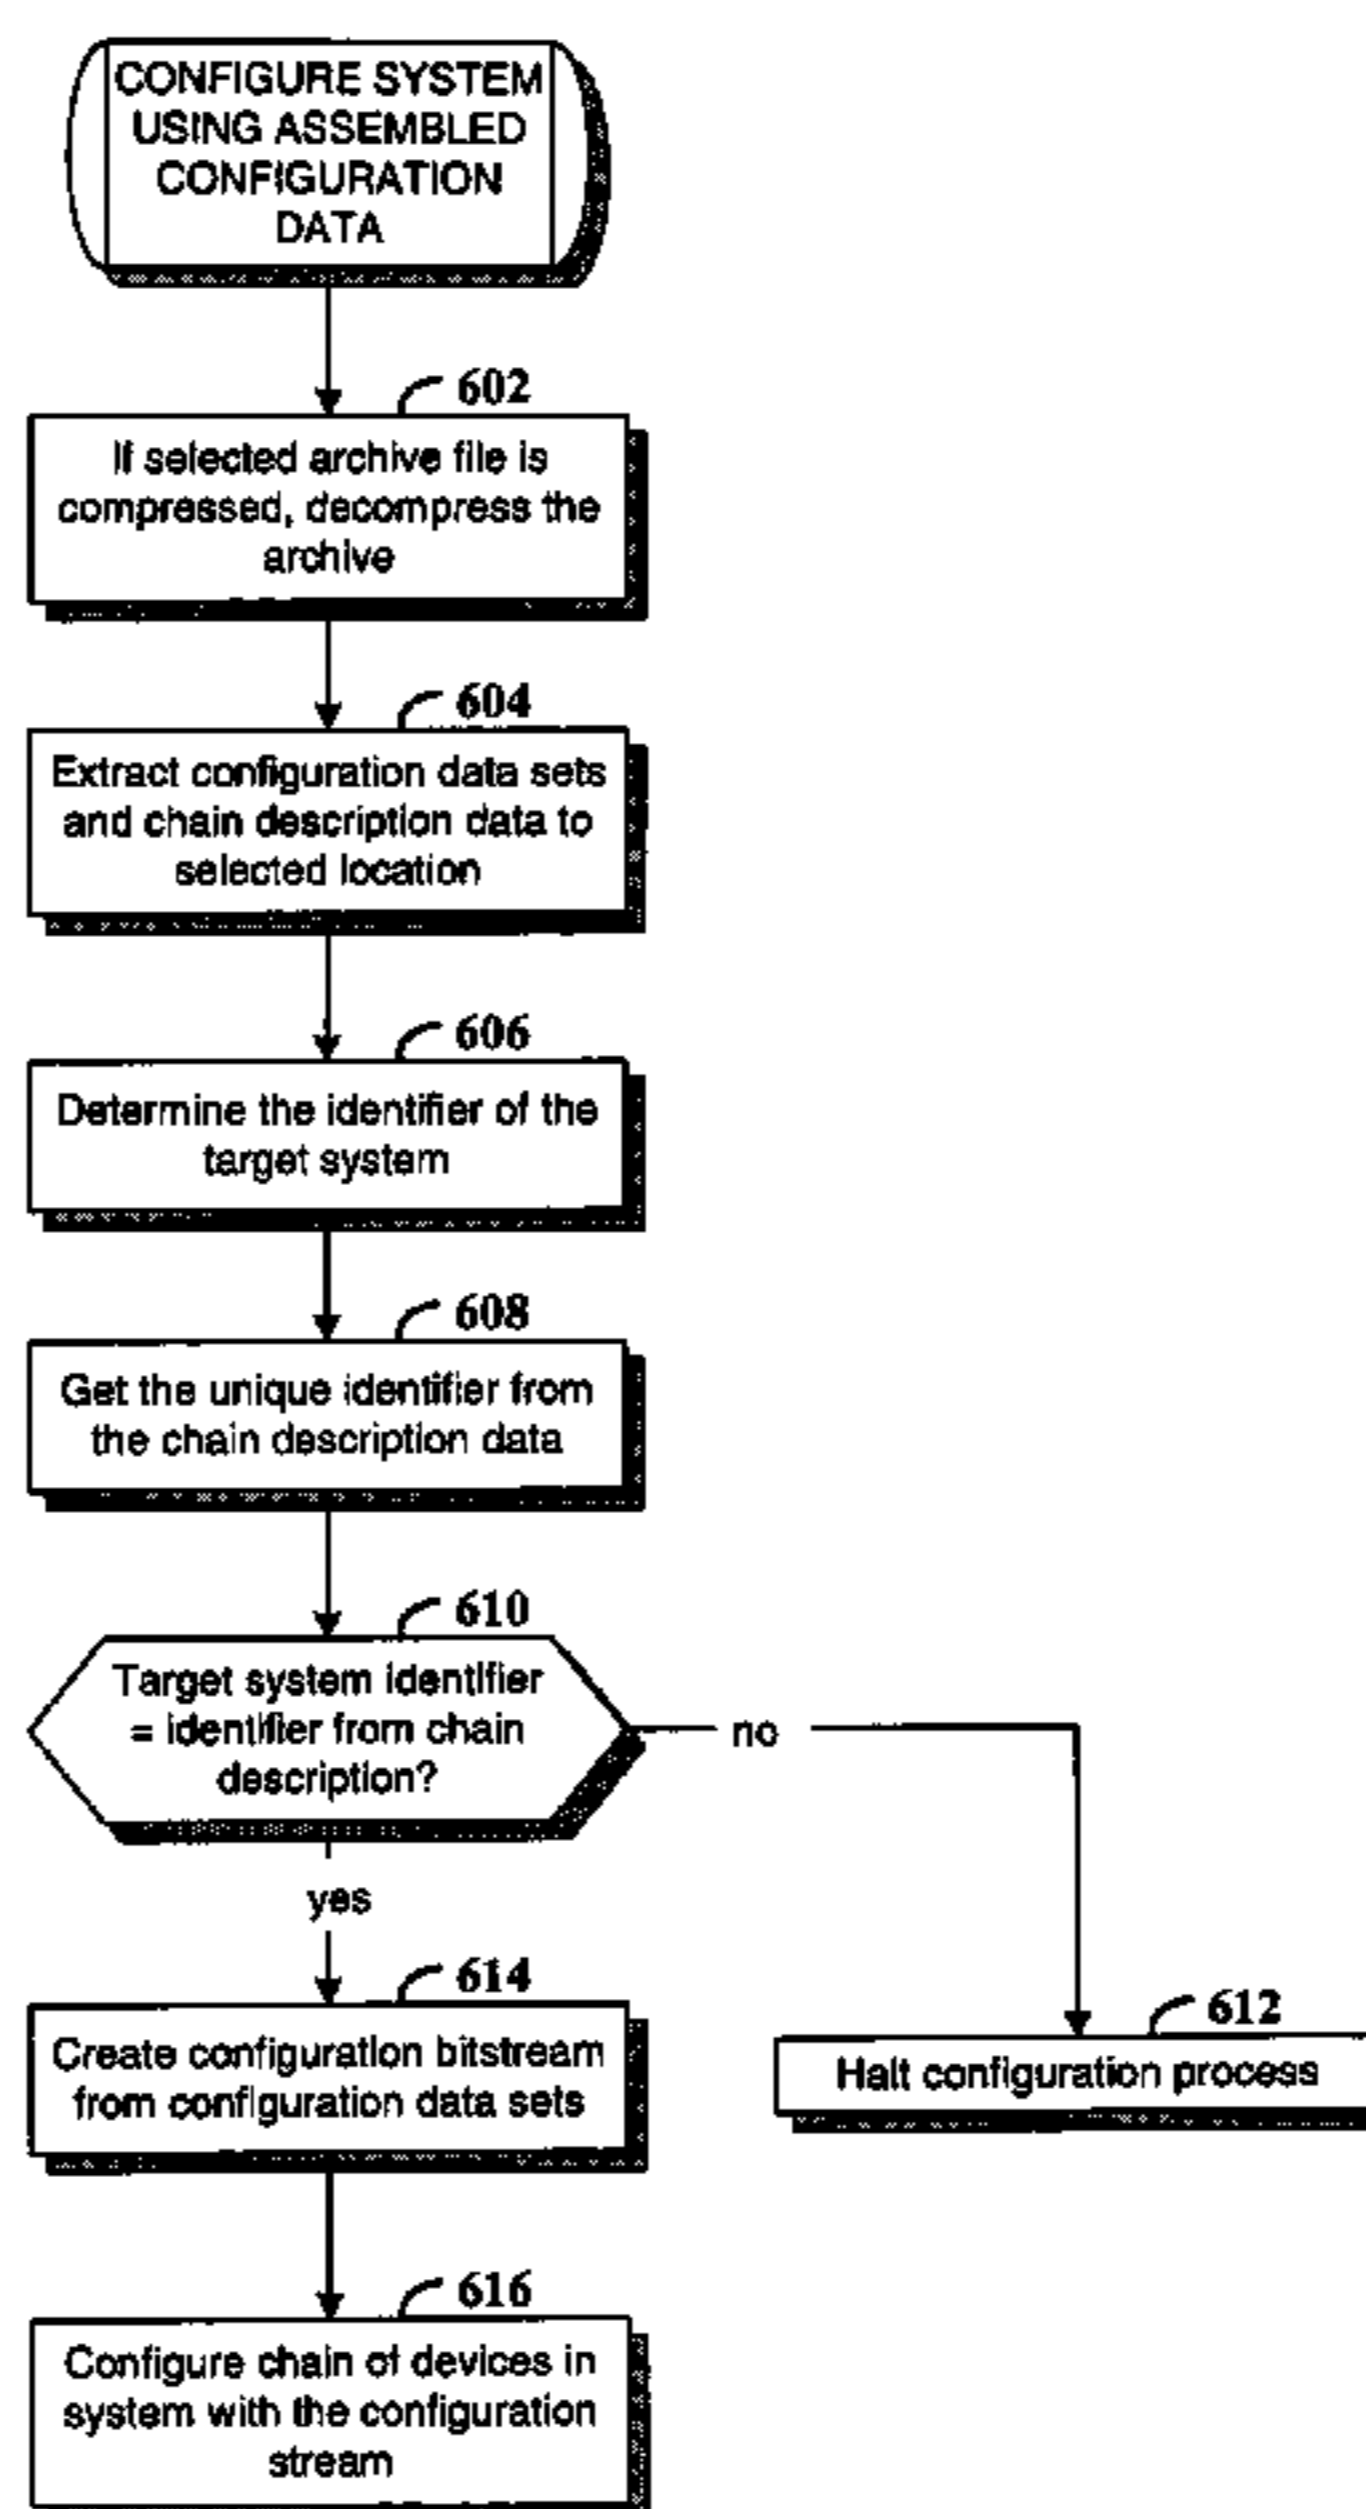 CONFIGURE SYSTEM
USING ASSEMBLED
CONFIGURATION
DATA
602
If selected archive file is
compressed, decompress the
archive
604
Extract configuration data sets
and chain description data to
selected location
606
Determine the identifier of the
target system
608
Get the unique identifier from
the chain description data
610
Target system identifier
= identifier from chain
description?
no
yes
614
Create configuration bitstream
from configuration data sets
612
Halt configuration process
616
Configure chain of devices in
system with the configuration
stream